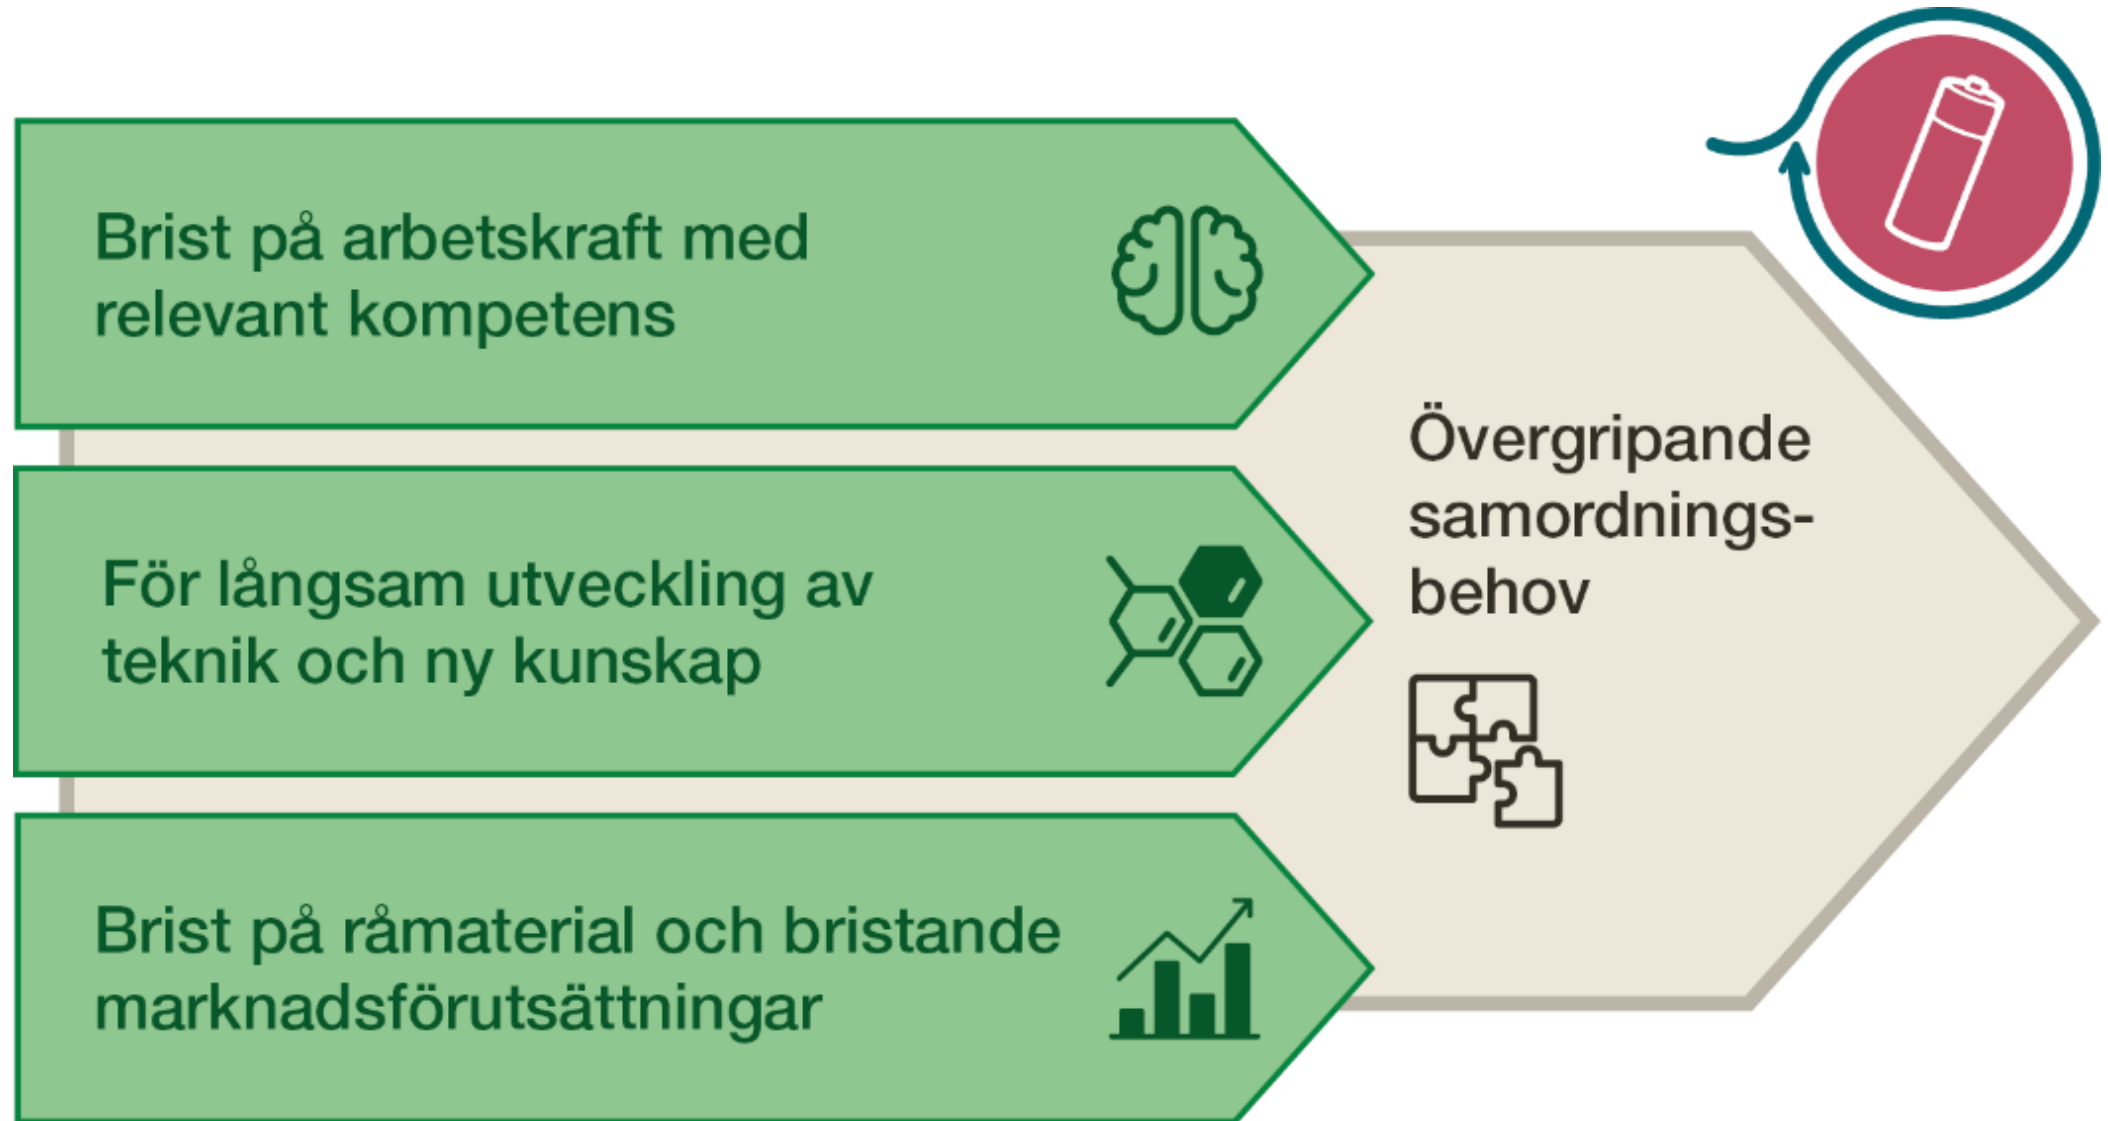 Brist på arbetskraft med
relevant kompetens
För långsam utveckling av
teknik och ny kunskap
Brist på råmaterial och bristande
marknadsförutsättningar
Övergripande
samordnings-
behov